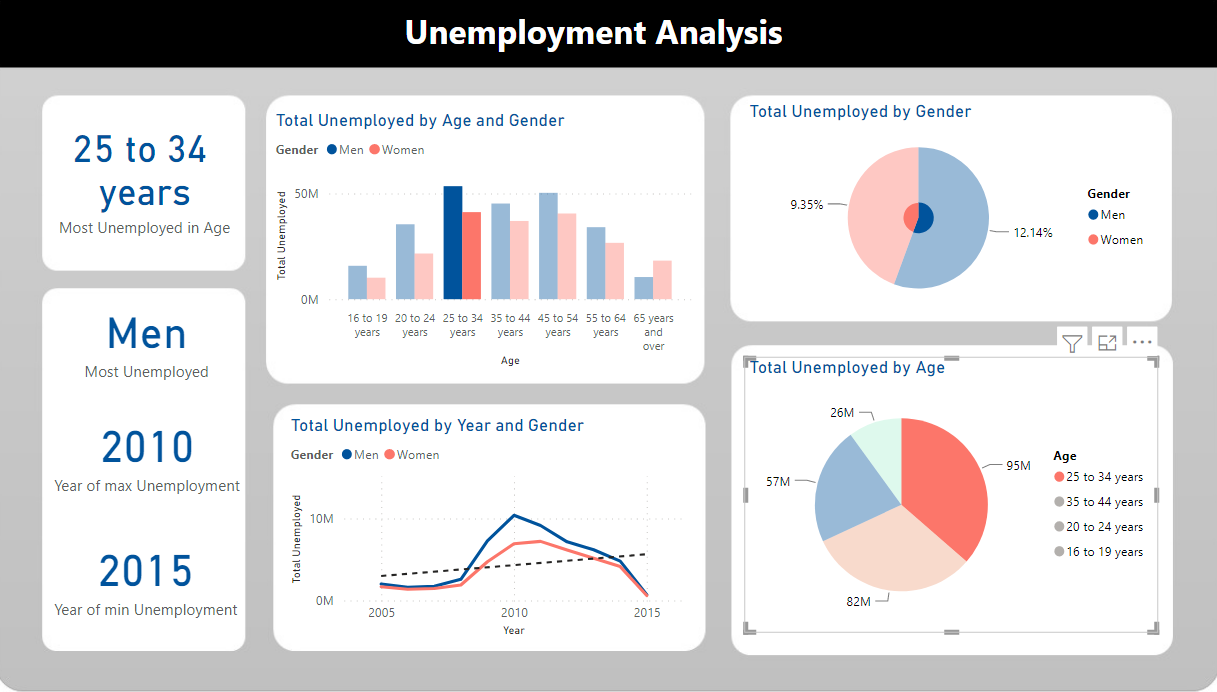 Unemployment Analysis
25 to 34
years
Most Unemployed in Age
Men
Most Unemployed
2010
Year of max Unemployment
2015
Year of min Unemployment
Total Unemployed by Age and Gender
Gender Men Women
Total Unemployed
50M
0M
16 to 19 20 to 24 25 to 34 35 to 44 45 to 54 55 to 64 65 years
years years years years years years and
over
Age
Total Unemployed by Year and Gender
Gender Men Women
Total Unemployed
10M
0M
2005 2010 2015
Year
Total Unemployed by Gender
9.35%
12.14%
Gender
Men
Women
Total Unemployed by Age
26M
95M
57M
82M
Age
25 to 34 years
35 to 44 years
20 to 24 years
16 to 19 years